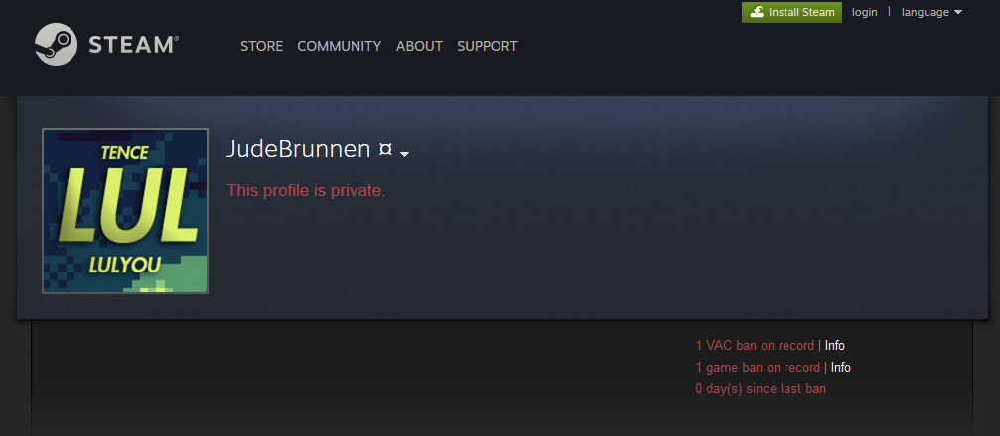 Install Steam login | language
STEAM®
STORE COMMUNITY ABOUT SUPPORT
TENCE
LUL
LULYOU
JudeBrunnen ¤
This profile is private.
1 VAC ban on record | Info
1 game ban on record | Info
0 day(s) since last ban